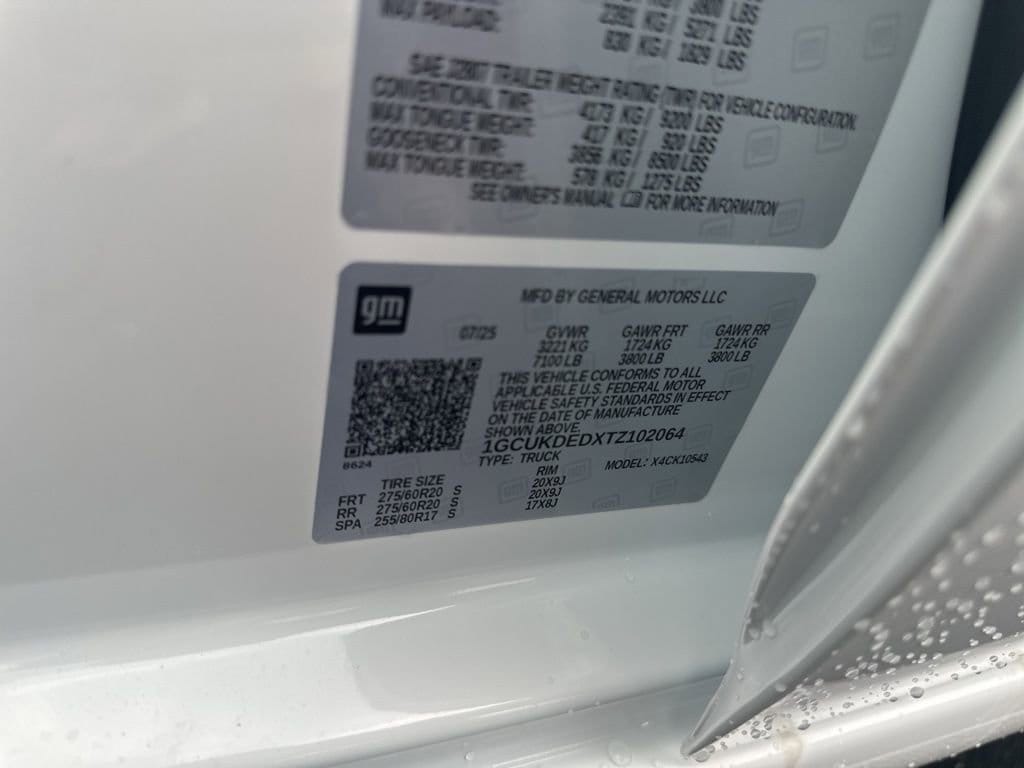 MAX PAYLOAD:
2391 KG / 5271 LBS
830 KG / 1829 LBS
SAE J2807 TRAILER WEIGHT RATING (TWR) FOR VEHICLE CONFIGURATION.
CONVENTIONAL TWR: 4173 KG / 9200 LBS
MAX TONGUE WEIGHT: 417 KG / 920 LBS
GOOSENECK TWR: 3856 KG / 8500 LBS
MAX TONGUE WEIGHT: 578 KG / 1275 LBS
SEE OWNER'S MANUAL FOR MORE INFORMATION
gm
MFD BY GENERAL MOTORS LLC
07/25 GVWR GAWR FRT GAWR RR
3221 KG 1724 KG 1724 KG
7100 LB 3800 LB 3800 LB
THIS VEHICLE CONFORMS TO ALL
APPLICABLE U.S. FEDERAL MOTOR
VEHICLE SAFETY STANDARDS IN EFFECT
ON THE DATE OF MANUFACTURE
SHOWN ABOVE.
1GCUKDEDXTZ102064
8624
TYPE: TRUCK MODEL: X4CK10543
TIRE SIZE RIM
FRT 275/60R20 S 20X9J
RR 275/60R20 S 20X9J
SPA 255/80R17 S 17X8J